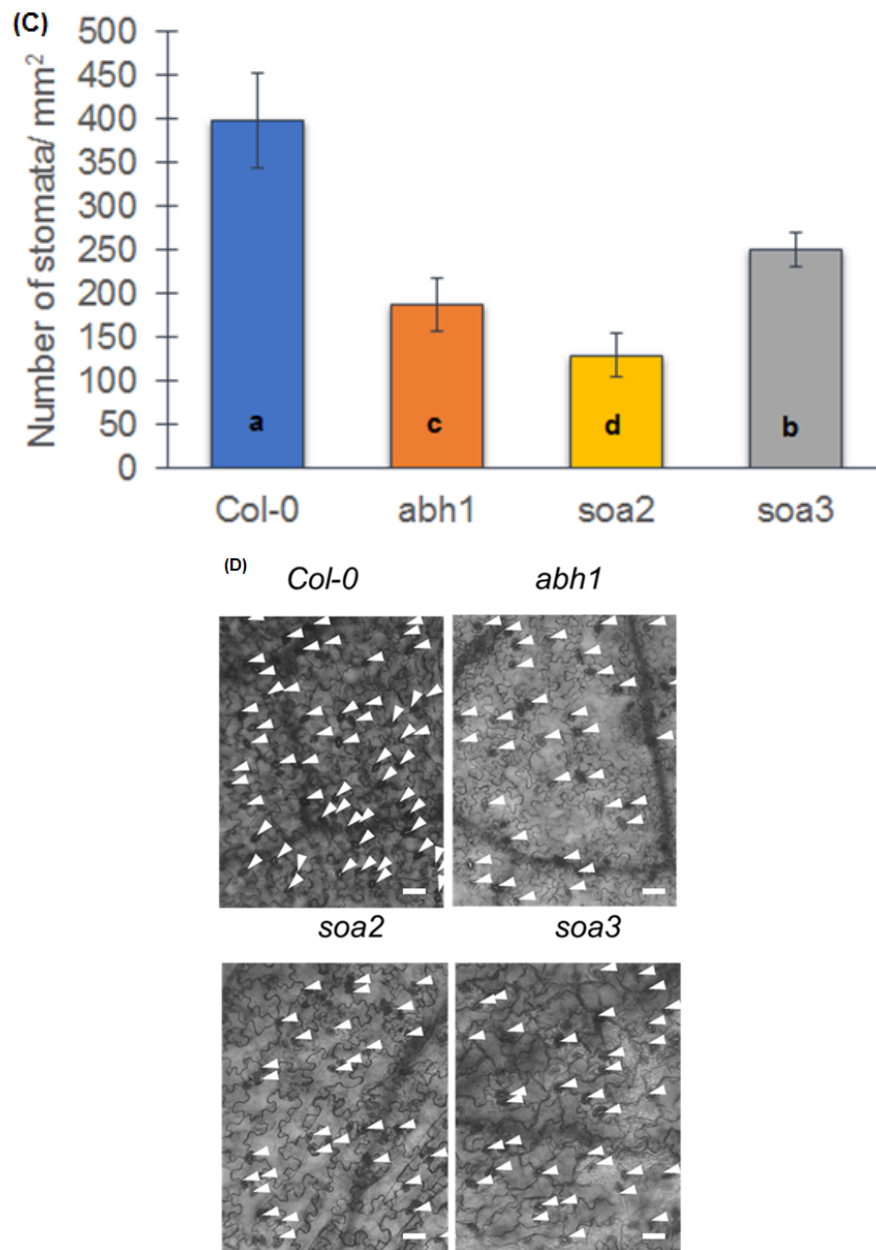 (C)
Number of stomata/ mm²
500
450
400
350
300
250
200
150
100
50
0
a
c
d
b
Col-0 abh1 soa2 soa3
(D)
Col-0 abh1
soa2 soa3